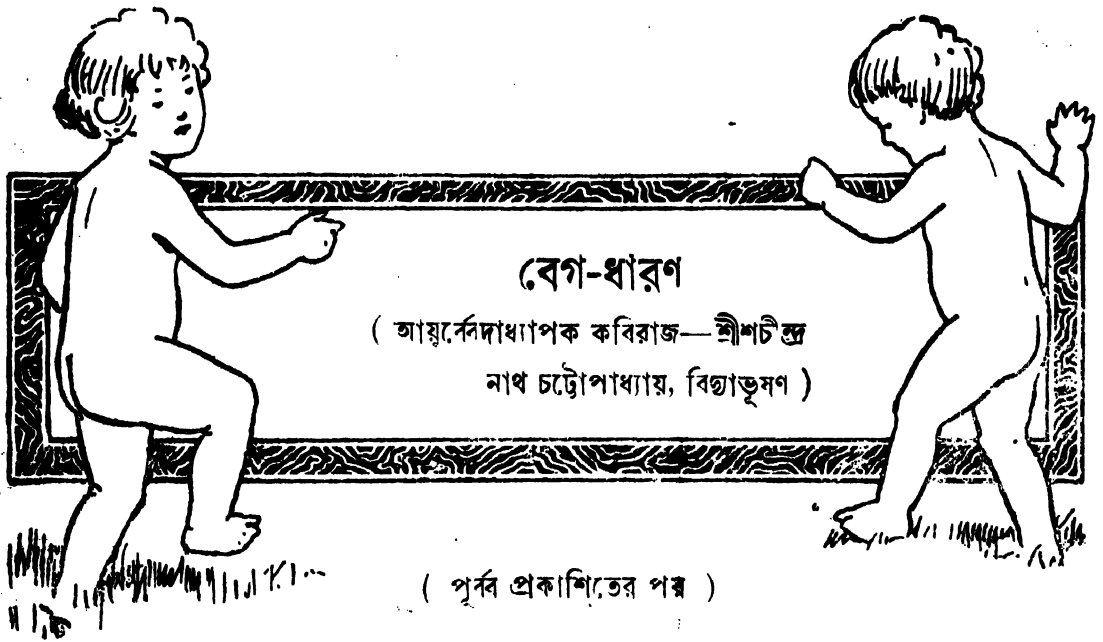 বেগ-ধারণ
( আয়ুর্ব্বেদাধ্যাপক কবিরাজ—শ্রীশচীন্দ্র
নাথ চট্টোপাধ্যায়, বিদ্যাভূষণ )
( পূর্ব্ব প্রকাশিতের পর )